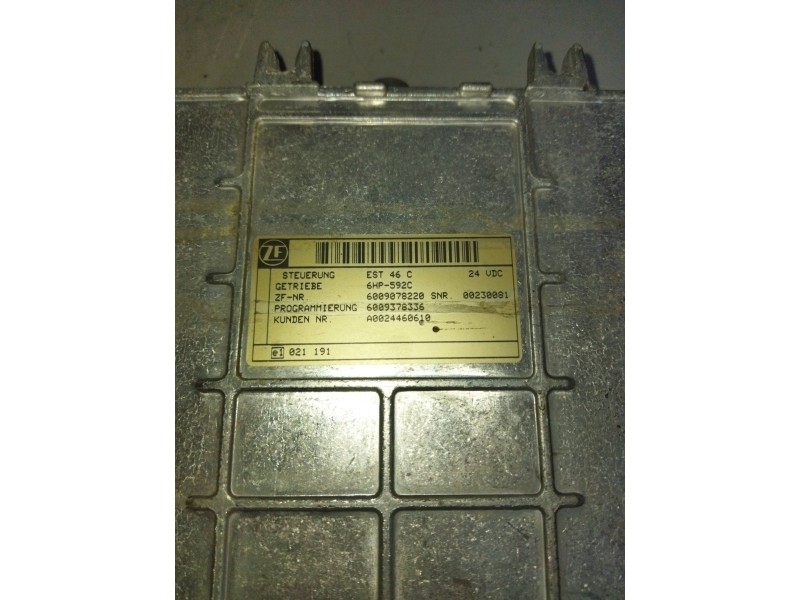 ZF
STEUERUNG EST 46 C 24 VDC
GETRIEBE 6HP-592C
ZF-NR. 6009078220 SNR. 00230081
PROGRAMMIERUNG 6009378336
KUNDEN NR. A0024460610
e1 021 191